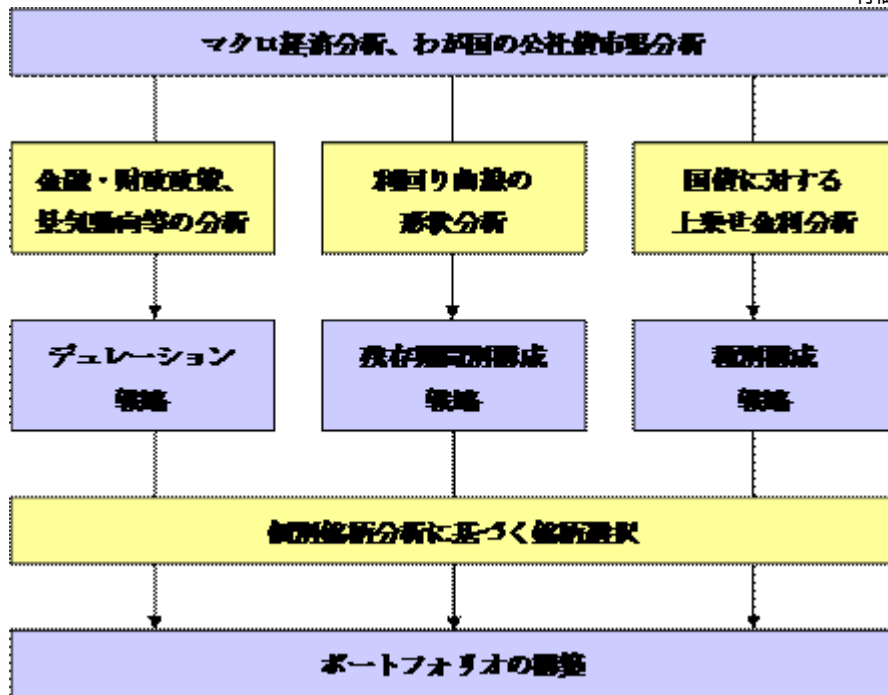 マクロ経済分析、わが国の公社債市場分析
金融・財政政策、
景気動向等の分析
利回り曲線の
形状分析
国債に対する
上乗せ金利分析
デュレーション
戦略
残存期間別構成
戦略
種別構成
戦略
個別銘柄分析に基づく銘柄選択
ポートフォリオの構築